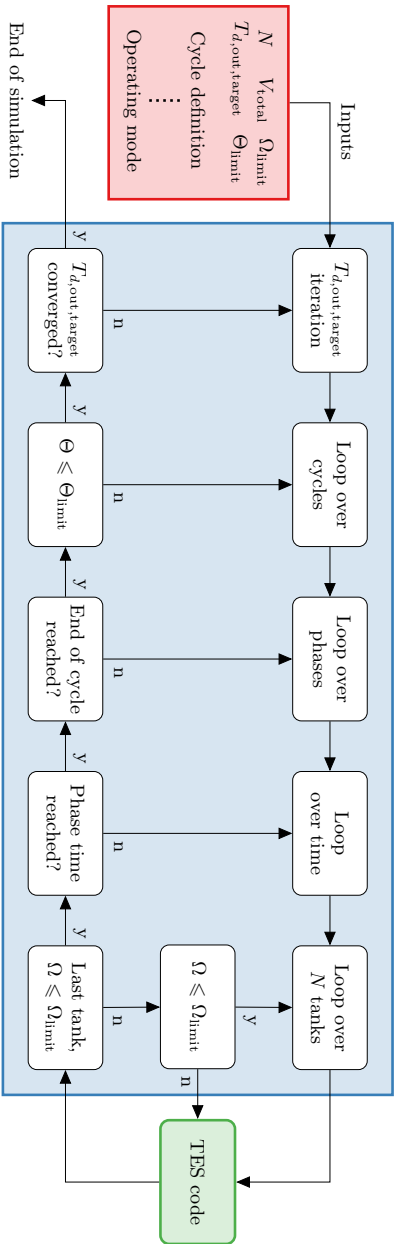 N V_total Ω_limit
T_d,out,target Θ_limit
Cycle definition
......
Operating mode
Inputs
T_d,out,target
iteration
Loop over
cycles
Loop over
phases
Loop
over time
Loop over
N tanks
TES code
Ω ⩽ Ω_limit
y
n
Last tank,
Ω ⩽ Ω_limit
n
y
Phase time
reached?
n
y
End of cycle
reached?
n
y
Θ ⩽ Θ_limit
n
y
T_d,out,target
converged?
n
y
End of simulation